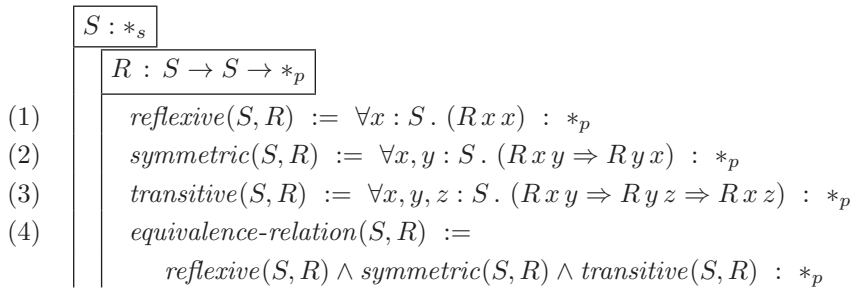 S : ∗ₛ
R : S → S → ∗ₚ
(1) reflexive(S, R) := ∀x : S . (R x x) : ∗ₚ
(2) symmetric(S, R) := ∀x, y : S . (R x y ⇒ R y x) : ∗ₚ
(3) transitive(S, R) := ∀x, y, z : S . (R x y ⇒ R y z ⇒ R x z) : ∗ₚ
(4) equivalence-relation(S, R) :=
reflexive(S, R) ∧ symmetric(S, R) ∧ transitive(S, R) : ∗ₚ